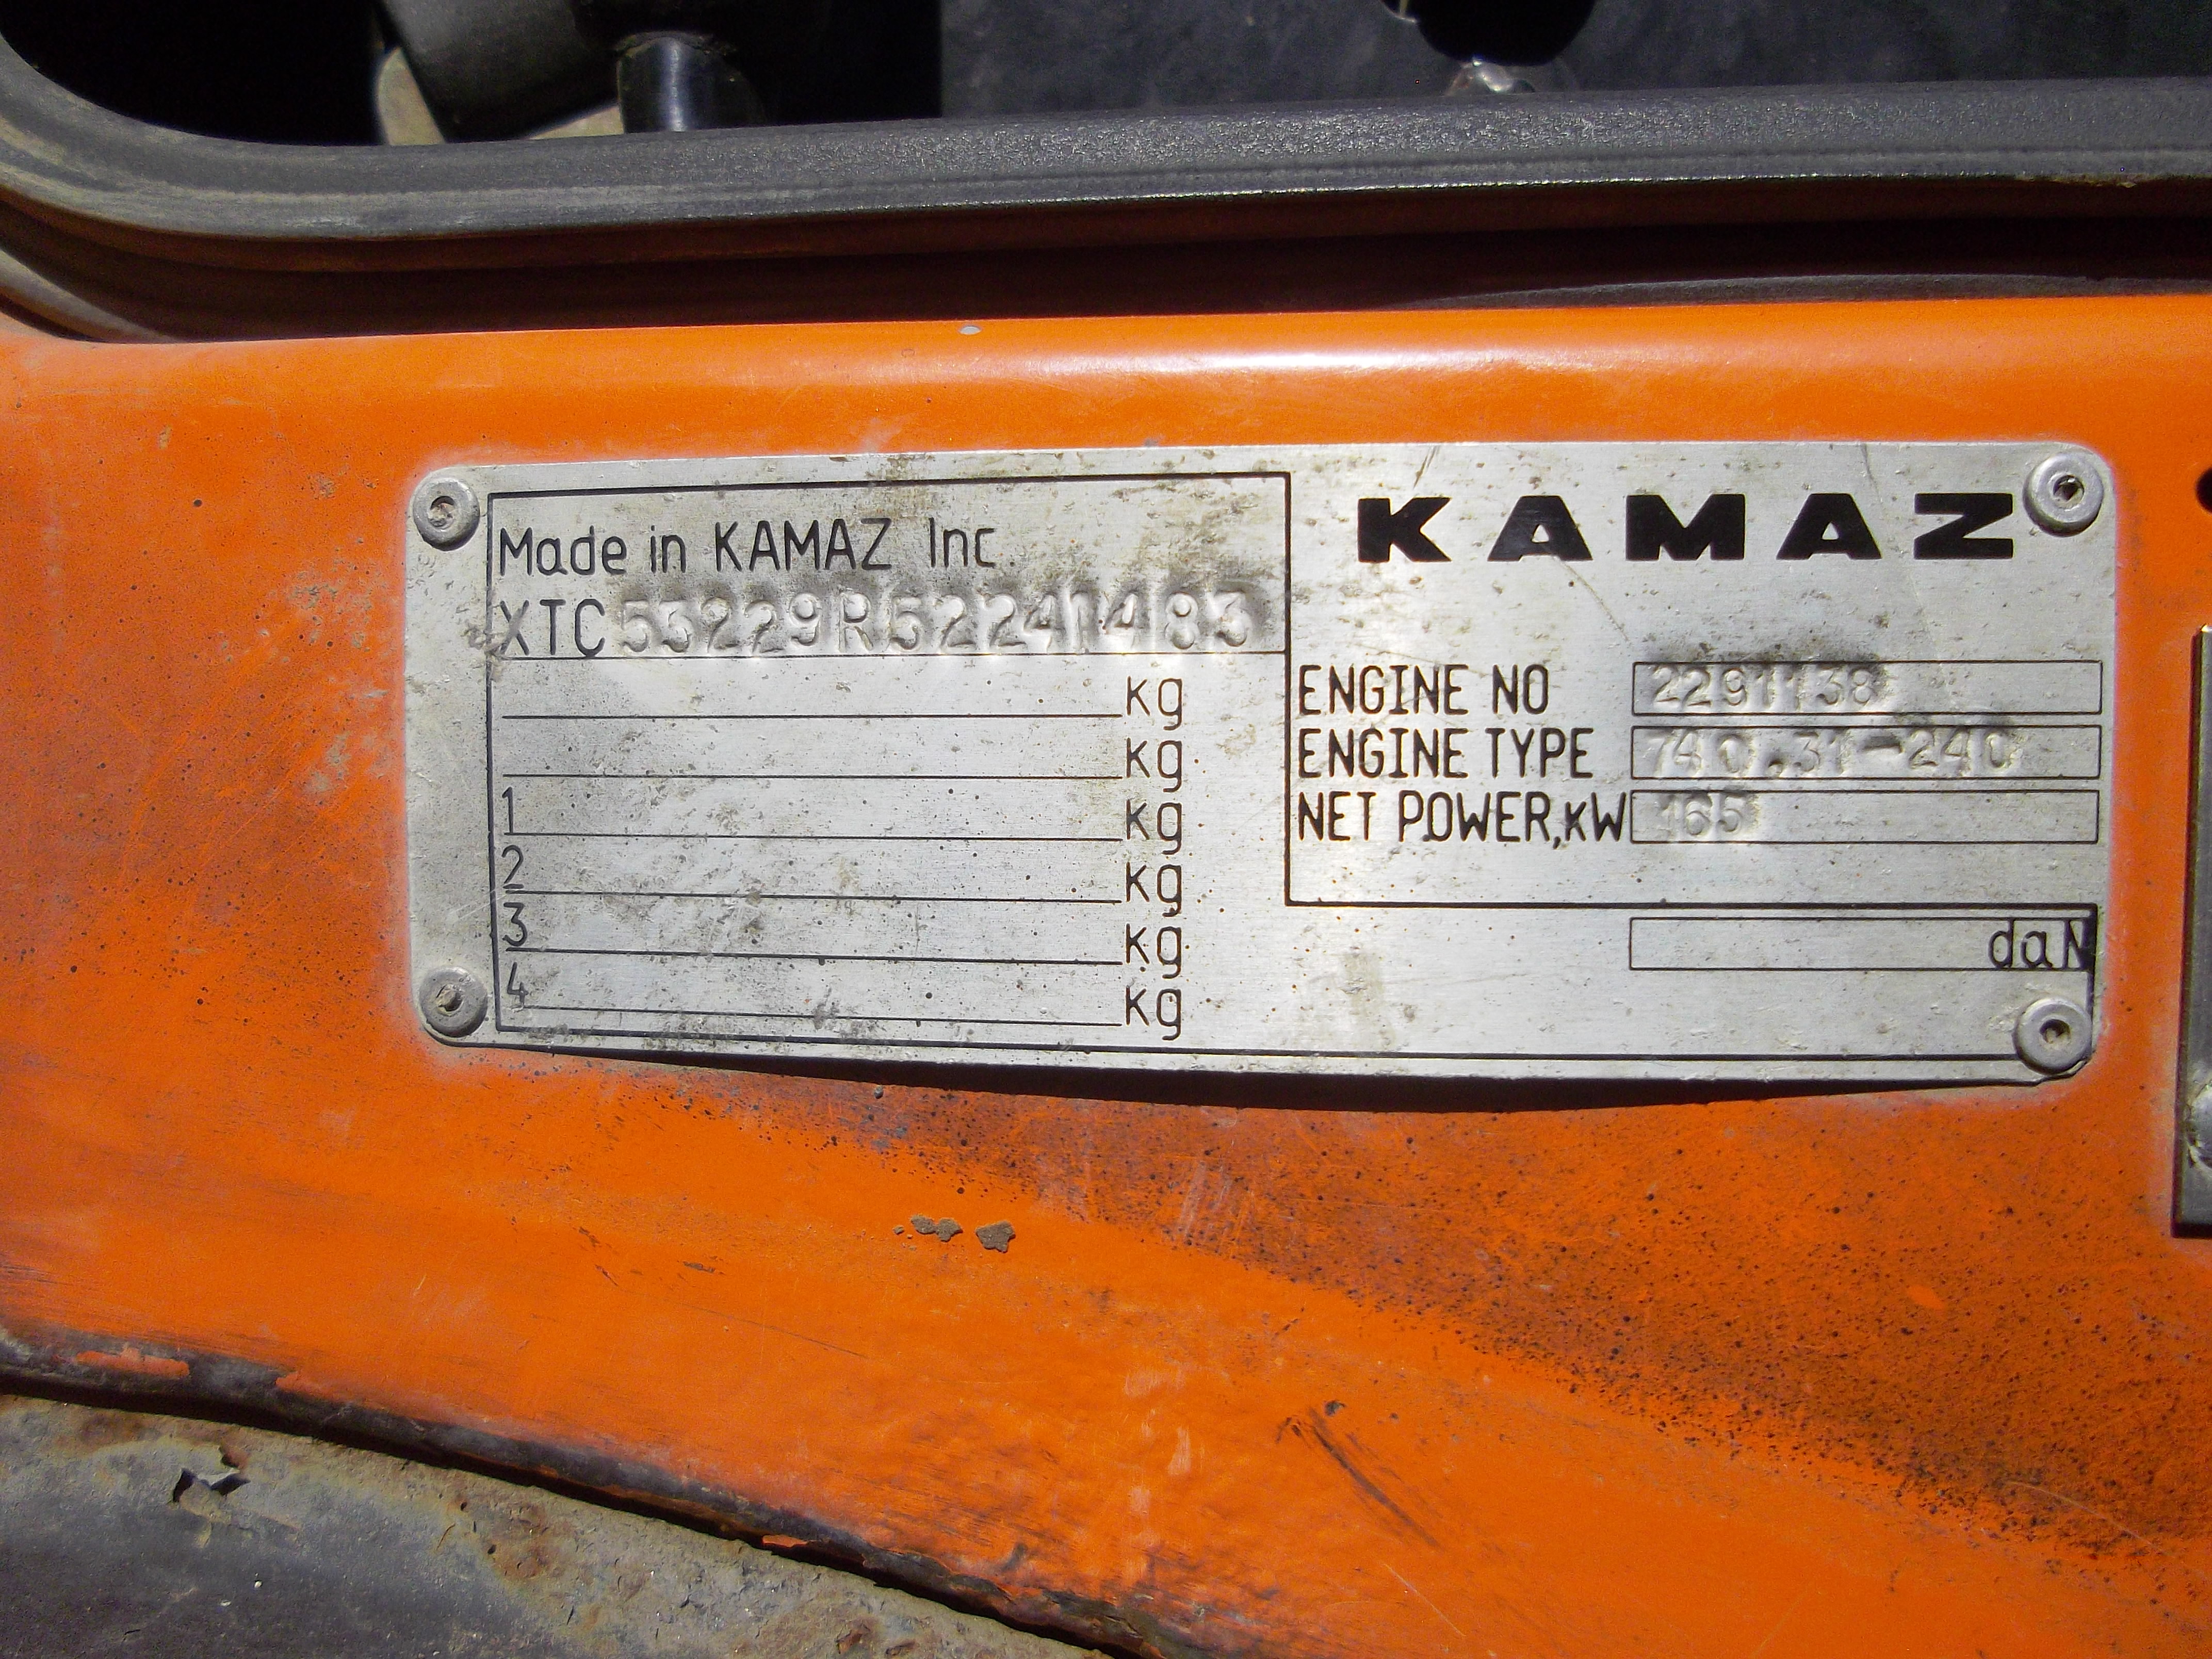 Made in KAMAZ Inc.
XTC53229R52241483
kg
kg
1 kg
2 kg
3 kg
4 kg
KAMAZ
ENGINE NO 2291138
ENGINE TYPE 740.31-240
NET POWER,KW 165
daN